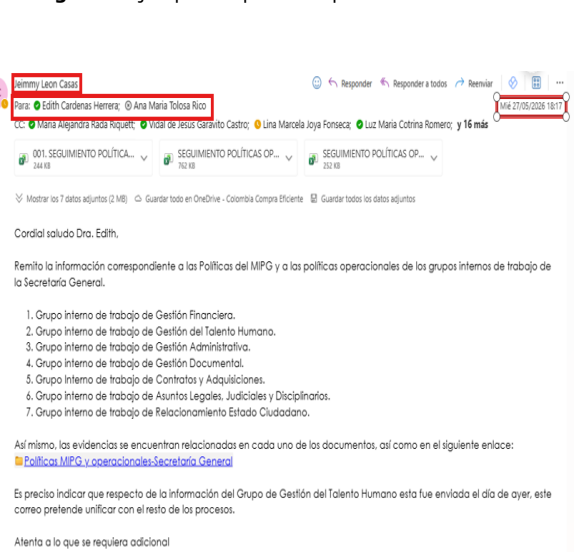 Jeimmy Leon Casas
Responder Responder a todos Reenviar
Para: Edith Cardenas Herrera; Ana Maria Tolosa Rico
Mié 27/05/2026 18:17
CC: Maria Alejandra Rada Riquett; Vidal de Jesus Garavito Castro; Lina Marcela Joya Fonseca; Luz Maria Cotrina Romero; y 16 más
001. SEGUIMIENTO POLÍTICA... SEGUIMIENTO POLÍTICAS OP... SEGUIMIENTO POLÍTICAS OP...
244 KB 762 KB 252 KB
Mostrar los 7 datos adjuntos (2 MB) Guardar todo en OneDrive - Colombia Compra Eficiente Guardar todos los datos adjuntos
Cordial saludo Dra. Edith,
Remito la información correspondiente a las Políticas del MIPG y a las políticas operacionales de los grupos internos de trabajo de
la Secretaría General.
1. Grupo interno de trabajo de Gestión Financiera.
2. Grupo interno de trabajo de Gestión del Talento Humano.
3. Grupo interno de trabajo de Gestión Administrativa.
4. Grupo interno de trabajo de Gestión Documental.
5. Grupo interno de trabajo de Contratos y Adquisiciones.
6. Grupo interno de trabajo de Asuntos Legales, Judiciales y Disciplinarios.
7. Grupo interno de trabajo de Relacionamiento Estado Ciudadano.
Así mismo, las evidencias se encuentran relacionadas en cada uno de los documentos, así como en el siguiente enlace:
Políticas MIPG y operacionales-Secretaría General
Es preciso indicar que respecto de la información del Grupo de Gestión del Talento Humano esta fue enviada el día de ayer, este
correo pretende unificar con el resto de los procesos.
Atenta a lo que se requiera adicional